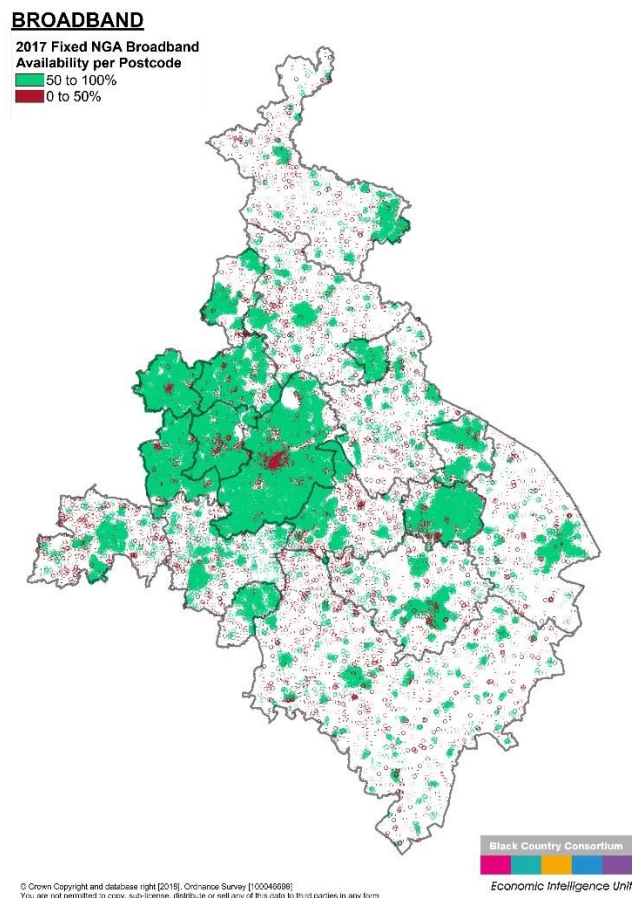 BROADBAND
2017 Fixed NGA Broadband
Availability per Postcode
50 to 100%
0 to 50%
Black Country Consortium
Economic Intelligence Unit
© Crown Copyright and database right [2018]. Ordnance Survey [100046698]
You are not permitted to copy, sub-license, distribute or sell any of this data to third parties in any form